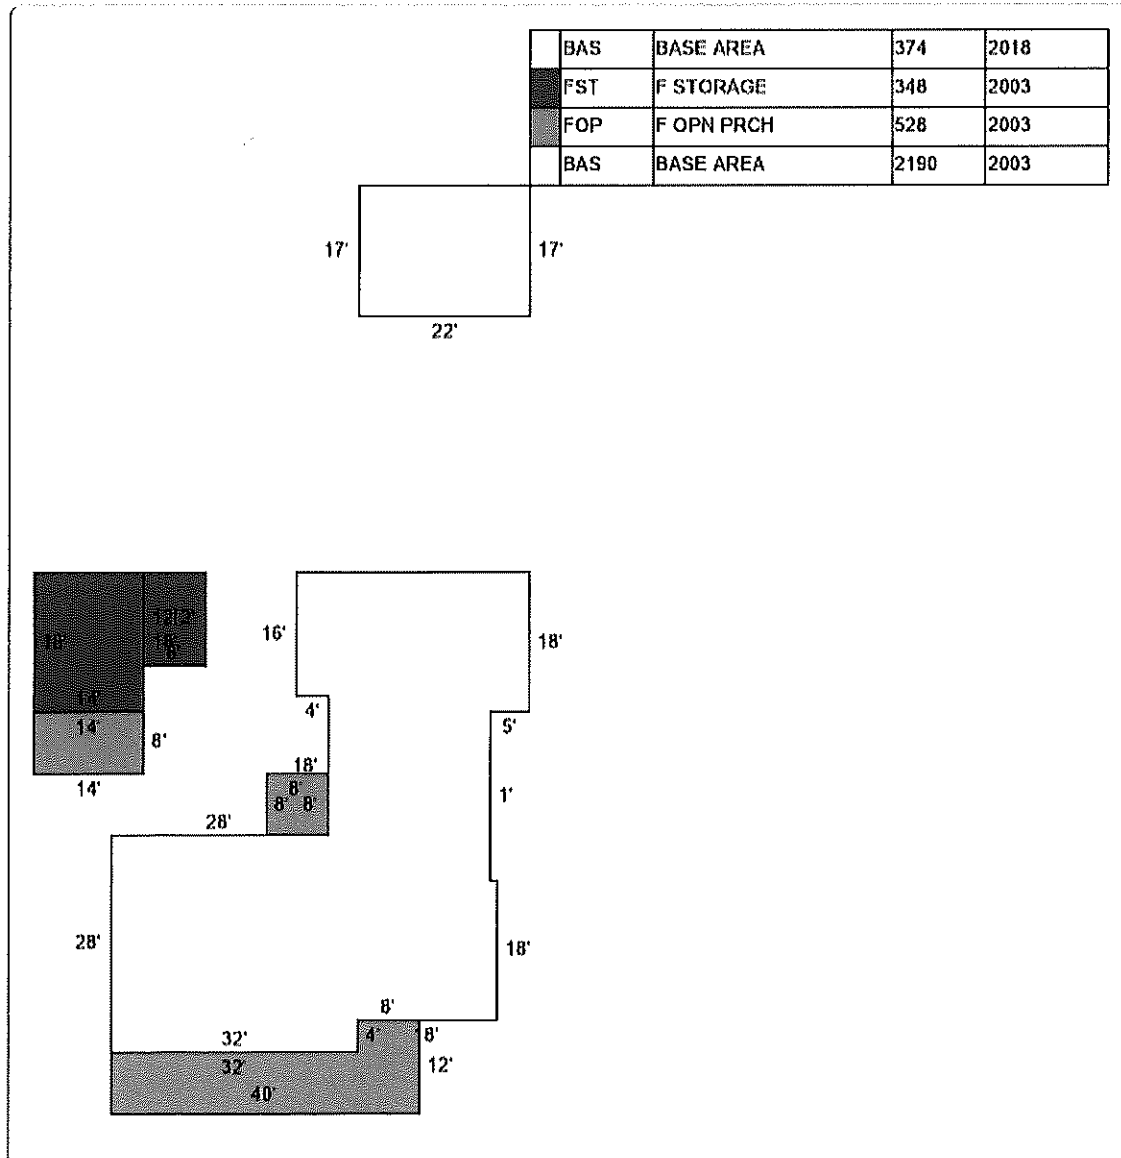 BAS BASE AREA 374 2018
FST F STORAGE 348 2003
FOP F OPN PRCH 528 2003
BAS BASE AREA 2190 2003
17' 17'
22'
16' 18'
14' 4' 5'
14' 8'
14' 18'
8' 1'
8' 8'
28'
28' 18'
8'
32' 4' 8'
32' 12'
40'